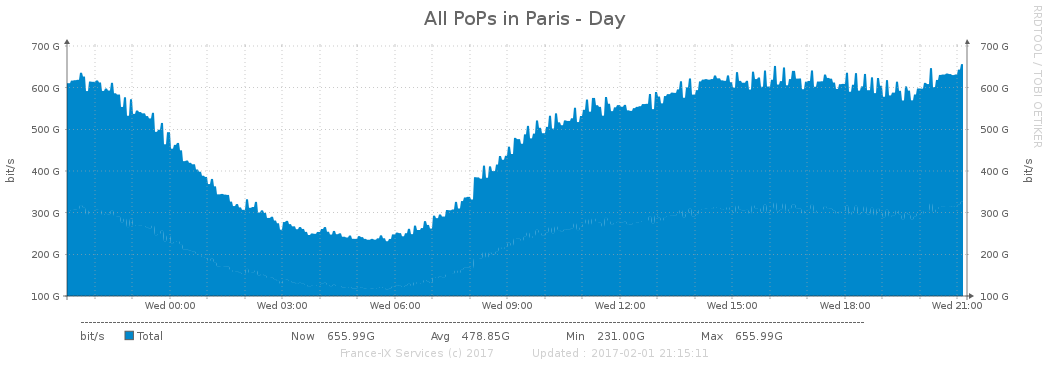 All PoPs in Paris - Day
RRDTOOL / TOBI OETIKER
700 G 700 G
600 G 600 G
500 G 500 G
400 G 400 G
300 G 300 G
200 G 200 G
100 G 100 G
bit/s bit/s
Wed 00:00 Wed 03:00 Wed 06:00 Wed 09:00 Wed 12:00 Wed 15:00 Wed 18:00 Wed 21:00
bit/s Total Now 655.99G Avg 478.85G Min 231.00G Max 655.99G
France-IX Services (c) 2017 Updated : 2017-02-01 21:15:11